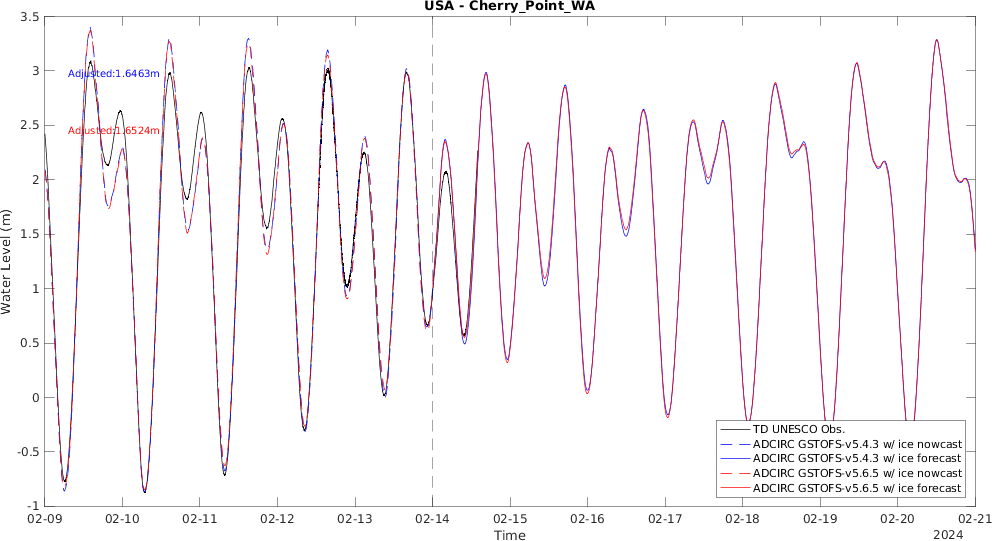 USA - Cherry_Point_WA
3.5
3
2.5
2
1.5
1
0.5
0
-0.5
-1
Water Level (m)
Adjusted:1.6463m
Adjusted:1.6524m
TD UNESCO Obs.
ADCIRC GSTOFS-v5.4.3 w/ ice nowcast
ADCIRC GSTOFS-v5.4.3 w/ ice forecast
ADCIRC GSTOFS-v5.6.5 w/ ice nowcast
ADCIRC GSTOFS-v5.6.5 w/ ice forecast
02-09 02-10 02-11 02-12 02-13 02-14 02-15 02-16 02-17 02-18 02-19 02-20 02-21
Time
2024